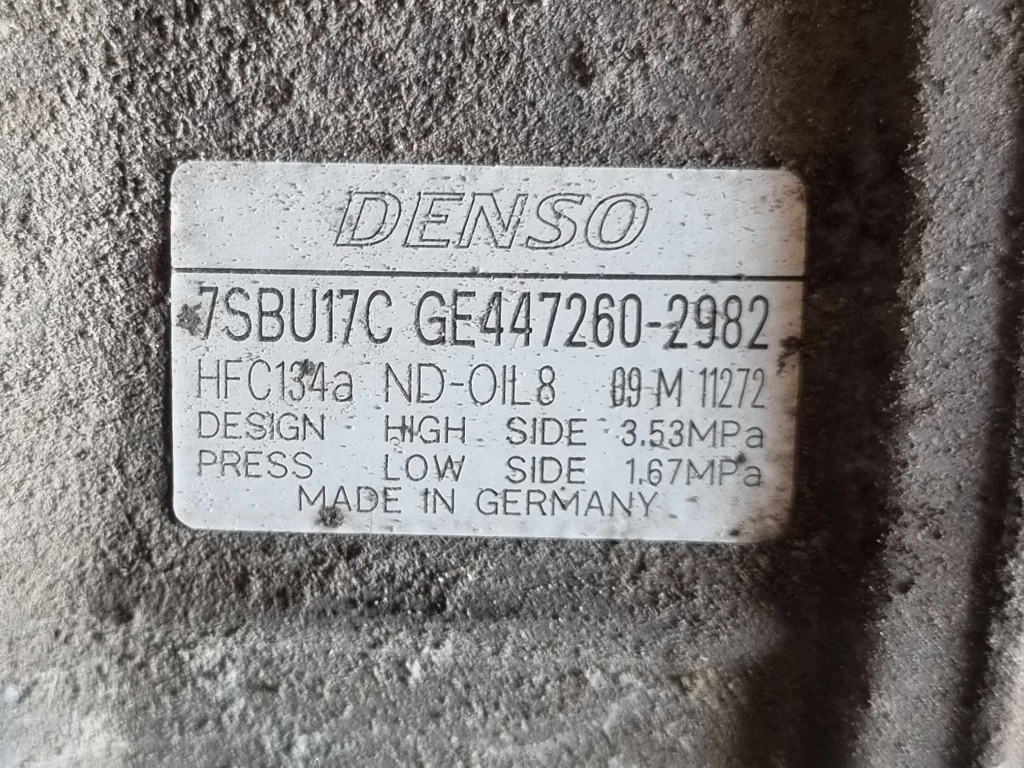 DENSO
7SBU17C GE447260-2982
HFC134a ND-OIL8 09 M 11272
DESIGN HIGH SIDE 3.53MPa
PRESS LOW SIDE 1.67MPa
MADE IN GERMANY